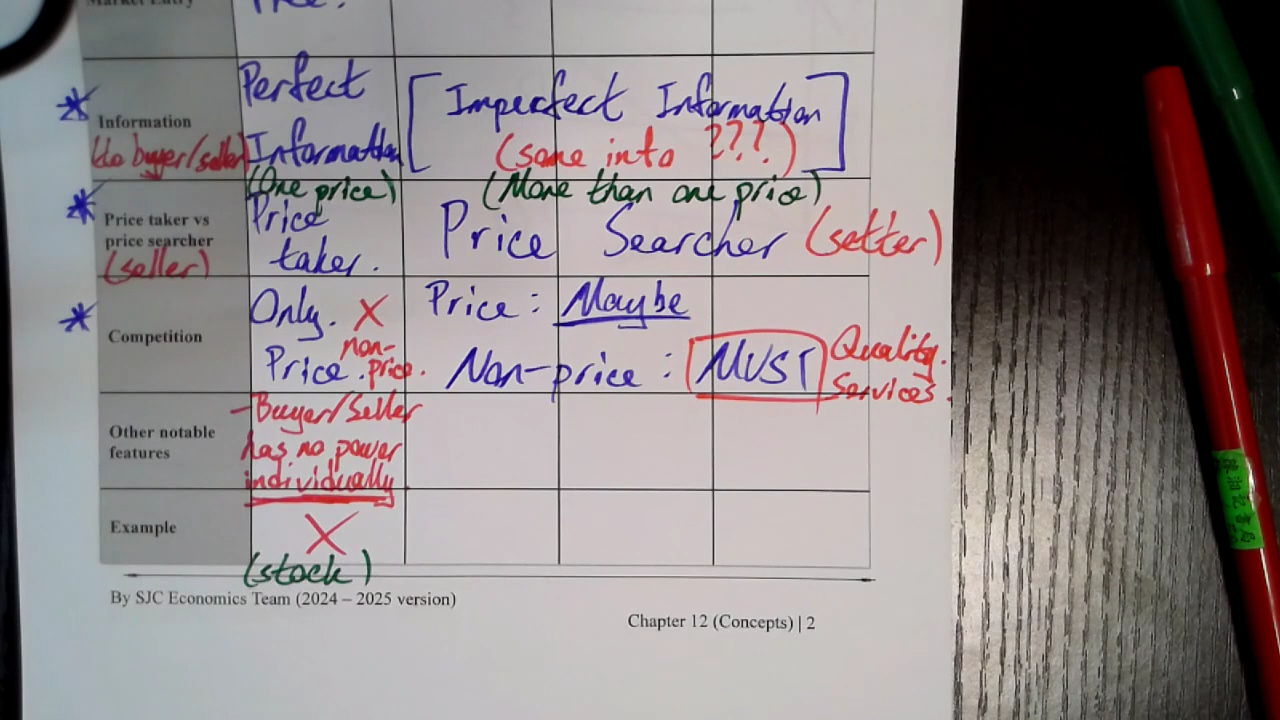 Market Entry
Free.
Perfect
Information
(One price)
[Imperfect Information]
(some info ???)
(More than one price)
Information
(to buyer/seller)
Price taker vs
price searcher
(seller)
Price
taker.
Price Searcher (setter)
Competition
Only. X
non-
Price. price.
Price : Maybe
Non-price : MUST
Quality.
Services.
Other notable
features
-Buyer/Seller
has no power
individually
Example
X
(stock)
By SJC Economics Team (2024 – 2025 version)
Chapter 12 (Concepts) | 2